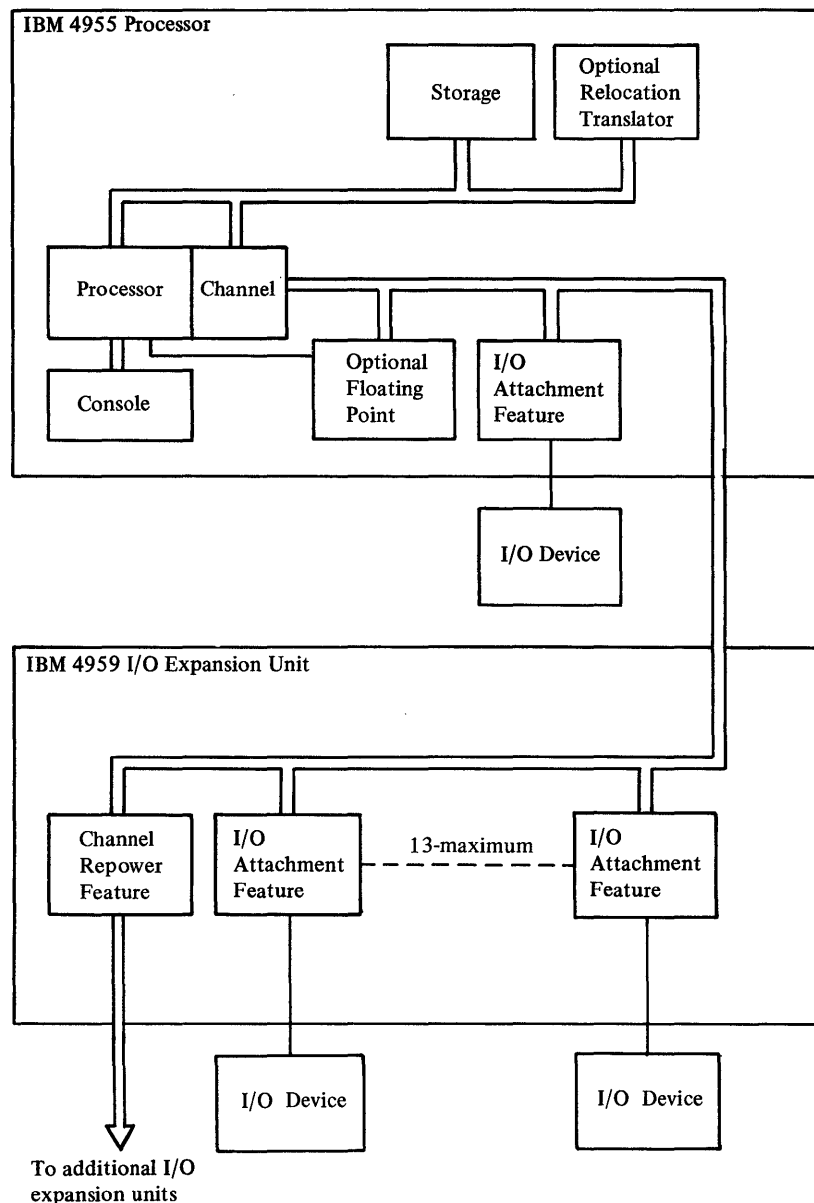 IBM 4955 Processor
Storage
Optional
Relocation
Translator
Processor
Channel
Console
Optional
Floating
Point
I/O
Attachment
Feature
I/O Device
IBM 4959 I/O Expansion Unit
Channel
Repower
Feature
I/O
Attachment
Feature
13-maximum
I/O
Attachment
Feature
I/O Device
I/O Device
To additional I/O
expansion units